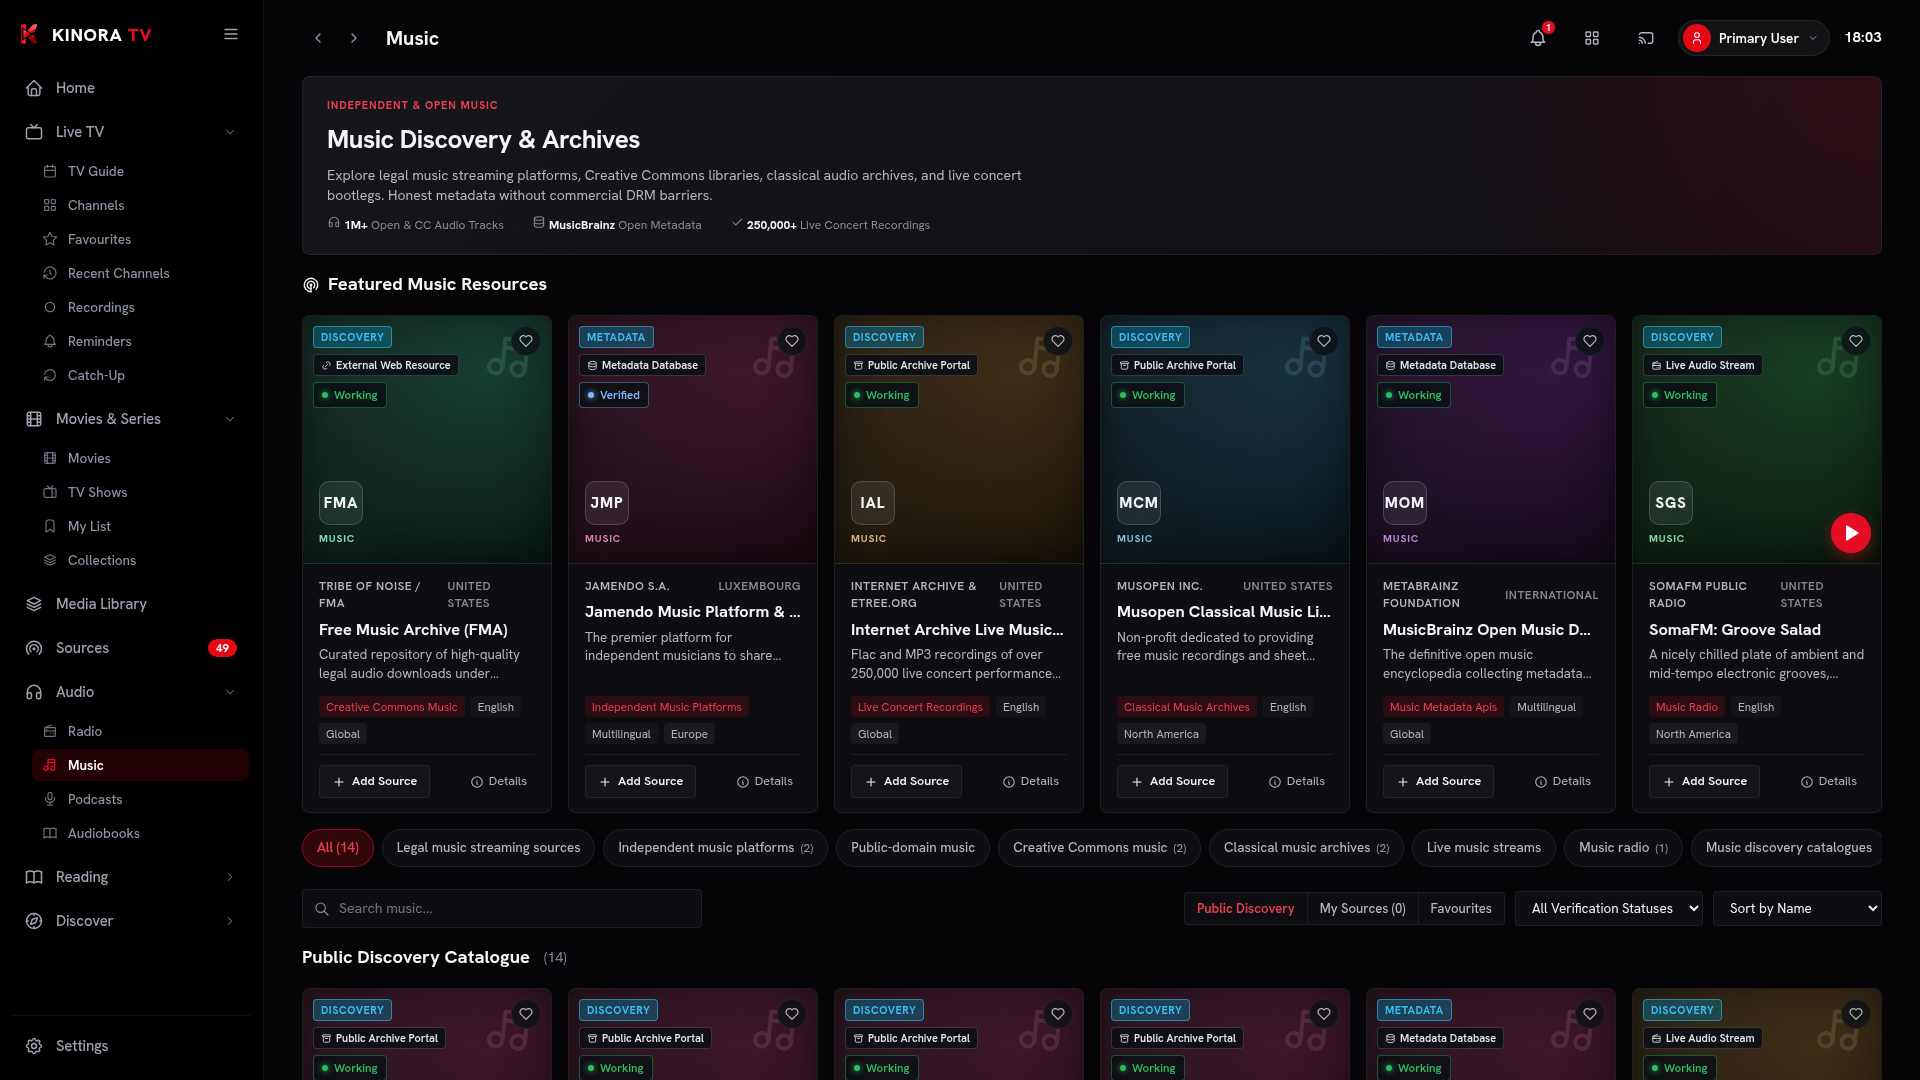 KINORA TV
Home
Live TV
TV Guide
Channels
Favourites
Recent Channels
Recordings
Reminders
Catch-Up
Movies & Series
Movies
TV Shows
My List
Collections
Media Library
Sources 49
Audio
Radio
Music
Podcasts
Audiobooks
Reading
Discover
Settings
Music
1
Primary User
18:03
INDEPENDENT & OPEN MUSIC
Music Discovery & Archives
Explore legal music streaming platforms, Creative Commons libraries, classical audio archives, and live concert
bootlegs. Honest metadata without commercial DRM barriers.
1M+ Open & CC Audio Tracks MusicBrainz Open Metadata 250,000+ Live Concert Recordings
Featured Music Resources
DISCOVERY
External Web Resource
Working
FMA
MUSIC
TRIBE OF NOISE / FMA
UNITED STATES
Free Music Archive (FMA)
Curated repository of high-quality
legal audio downloads under...
Creative Commons Music English
Global
Add Source Details
METADATA
Metadata Database
Verified
JMP
MUSIC
JAMENDO S.A. LUXEMBOURG
Jamendo Music Platform & ...
The premier platform for
independent musicians to share...
Independent Music Platforms
Multilingual Europe
Add Source Details
DISCOVERY
Public Archive Portal
Working
IAL
MUSIC
INTERNET ARCHIVE & ETREE.ORG
UNITED STATES
Internet Archive Live Music...
Flac and MP3 recordings of over
250,000 live concert performance...
Live Concert Recordings English
Global
Add Source Details
DISCOVERY
Public Archive Portal
Working
MCM
MUSIC
MUSOPEN INC. UNITED STATES
Musopen Classical Music Li...
Non-profit dedicated to providing
free music recordings and sheet...
Classical Music Archives English
North America
Add Source Details
METADATA
Metadata Database
Working
MOM
MUSIC
METABRAINZ FOUNDATION
INTERNATIONAL
MusicBrainz Open Music D...
The definitive open music
encyclopedia collecting metadata...
Music Metadata Apis Multilingual
Global
Add Source Details
DISCOVERY
Live Audio Stream
Working
SGS
MUSIC
SOMAFM PUBLIC RADIO
UNITED STATES
SomaFM: Groove Salad
A nicely chilled plate of ambient and
mid-tempo electronic grooves,...
Music Radio English
North America
Add Source Details
All (14) Legal music streaming sources Independent music platforms (2) Public-domain music Creative Commons music (2) Classical music archives (2) Live music streams Music radio (1) Music discovery catalogues
Search music...
Public Discovery My Sources (0) Favourites All Verification Statuses Sort by Name
Public Discovery Catalogue (14)
DISCOVERY
Public Archive Portal
Working
DISCOVERY
Public Archive Portal
Working
DISCOVERY
Public Archive Portal
Working
DISCOVERY
Public Archive Portal
Working
METADATA
Metadata Database
Working
DISCOVERY
Live Audio Stream
Working